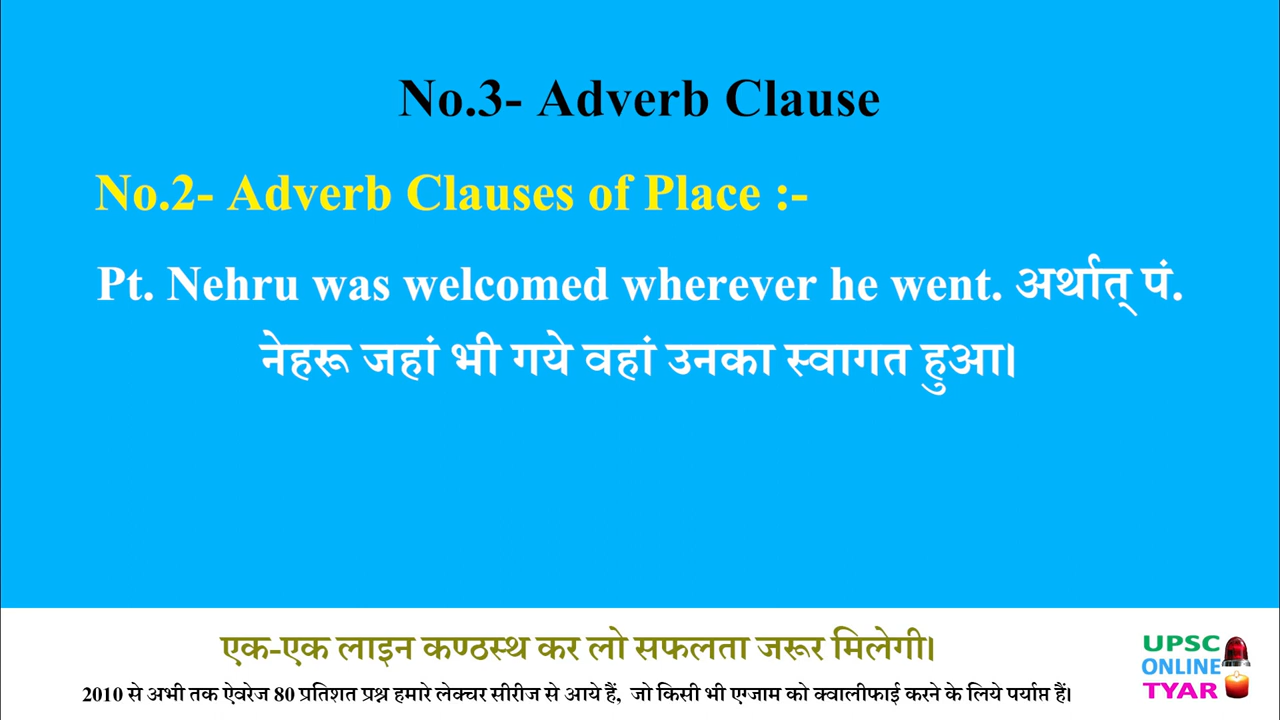 No.3- Adverb Clause
No.2- Adverb Clauses of Place :-
Pt. Nehru was welcomed wherever he went. अर्थात् पं.
नेहरू जहां भी गये वहां उनका स्वागत हुआ।
एक-एक लाइन कण्ठस्थ कर लो सफलता जरूर मिलेगी।
2010 से अभी तक ऐवरेज 80 प्रतिशत प्रश्न हमारे लेक्चर सीरीज से आये हैं, जो किसी भी एग्जाम को क्वालीफाई करने के लिये पर्याप्त हैं।
UPSC
ONLINE
TYAR